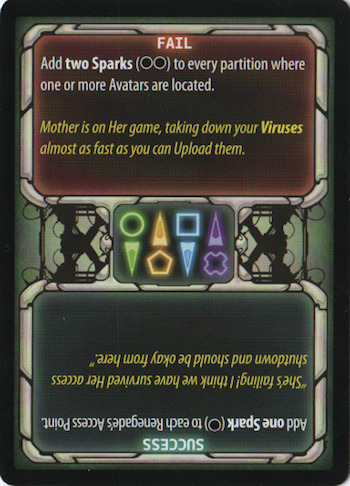 FAIL
Add two Sparks (○○) to every partition where
one or more Avatars are located.
Mother is on Her game, taking down your Viruses
almost as fast as you can Upload them.
SUCCESS
Add one Spark (○) to each Renegade's Access Point.
"She's failing! I think we have survived Her access
shutdown and should be okay from here."